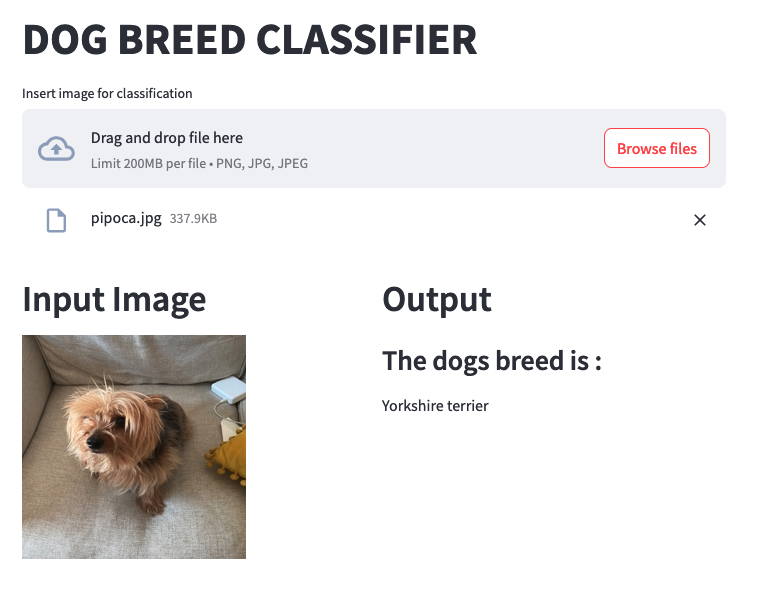 DOG BREED CLASSIFIER
Insert image for classification
Drag and drop file here
Limit 200MB per file • PNG, JPG, JPEG
Browse files
pipoca.jpg 337.9KB
Input Image
Output
The dogs breed is :
Yorkshire terrier